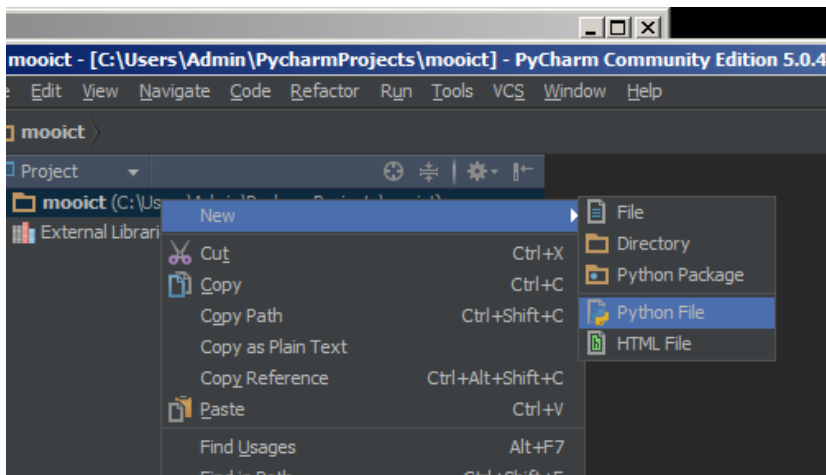 mooict - [C:\Users\Admin\PycharmProjects\mooict] - PyCharm Community Edition 5.0.4
Edit View Navigate Code Refactor Run Tools VCS Window Help
mooict
Project
mooict (C:\Us
External Librari
New
Cut Ctrl+X
Copy Ctrl+C
Copy Path Ctrl+Shift+C
Copy as Plain Text
Copy Reference Ctrl+Alt+Shift+C
Paste Ctrl+V
Find Usages Alt+F7
File
Directory
Python Package
Python File
HTML File